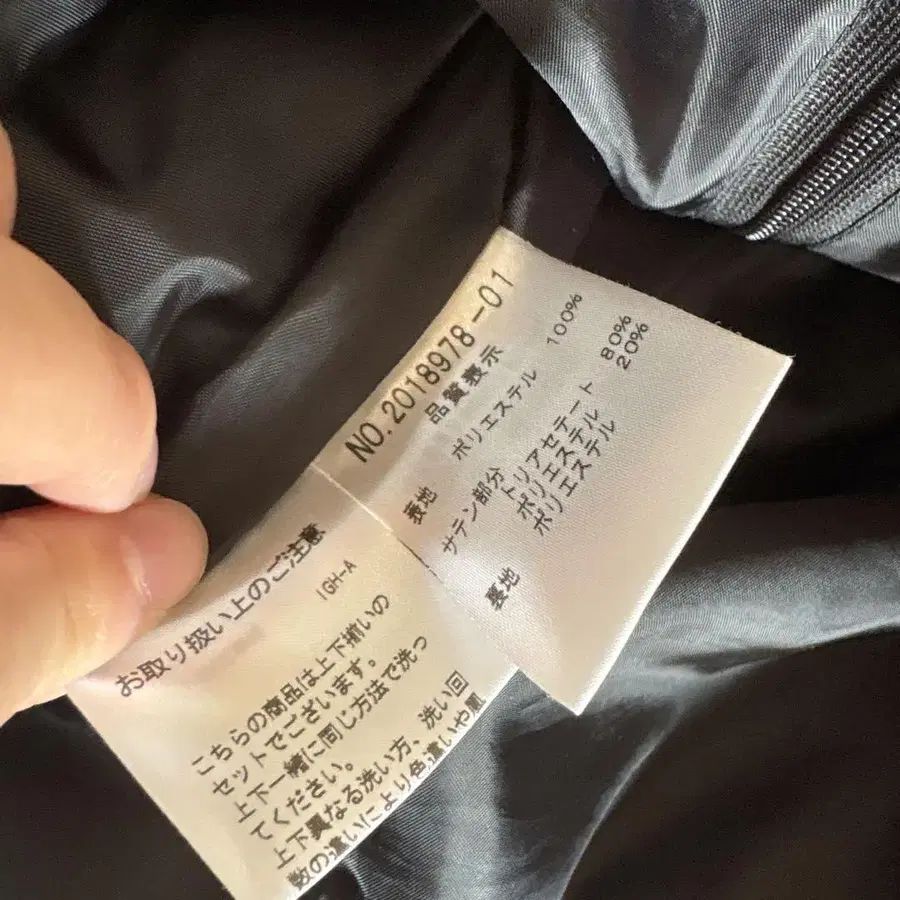 NO.2018978-01
品質表示
表地 ポリエステル 100%
サテン部分
トリアセテート 80%
ポリエステル 20%
裏地 ポリエステル
お取り扱い上のご注意
IGH-A
こちらの商品は上下揃いの
セットでございます。
上下一緒に同じ方法で洗っ
てください。
上下異なる洗い方、洗い回
数の違いにより色違いや風